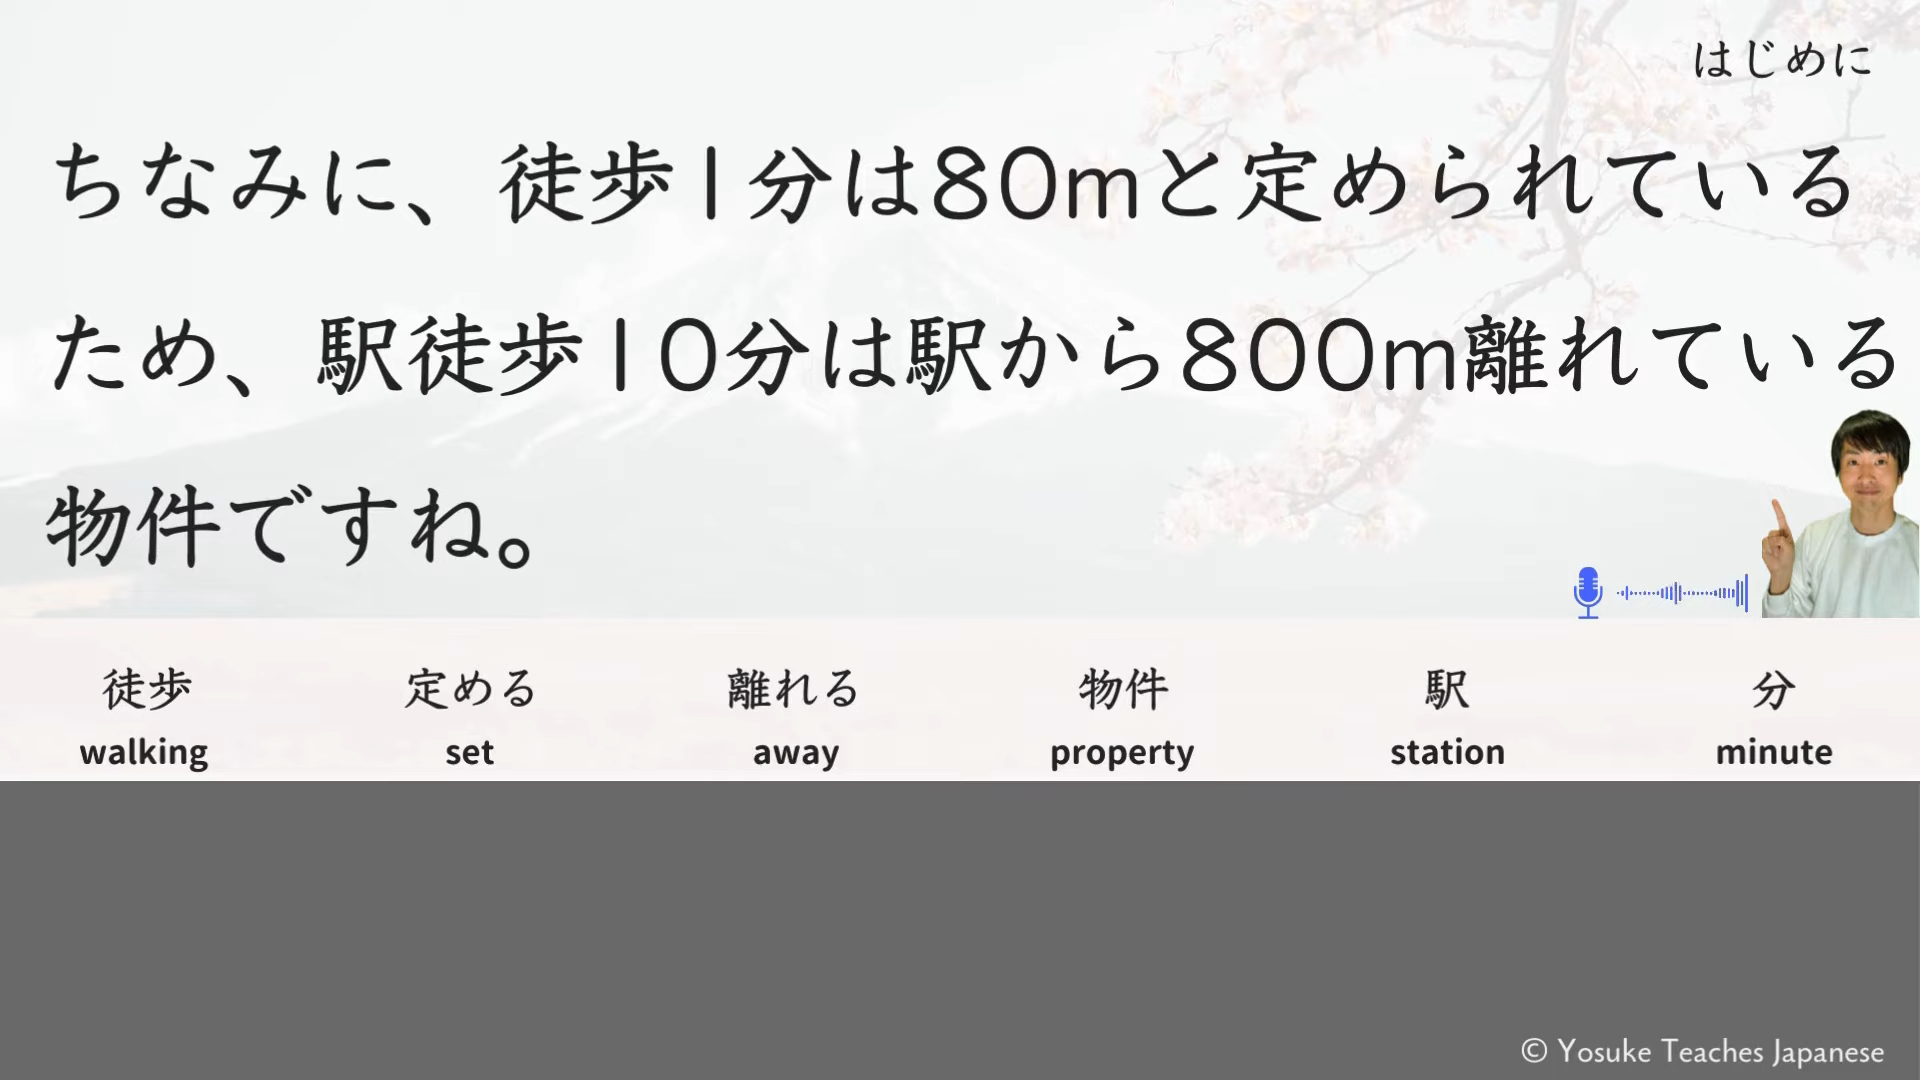 はじめに
ちなみに、徒歩1分は80mと定められている
ため、駅徒歩10分は駅から800m離れている
物件ですね。
徒歩 定める 離れる 物件 駅 分
walking set away property station minute
© Yosuke Teaches Japanese